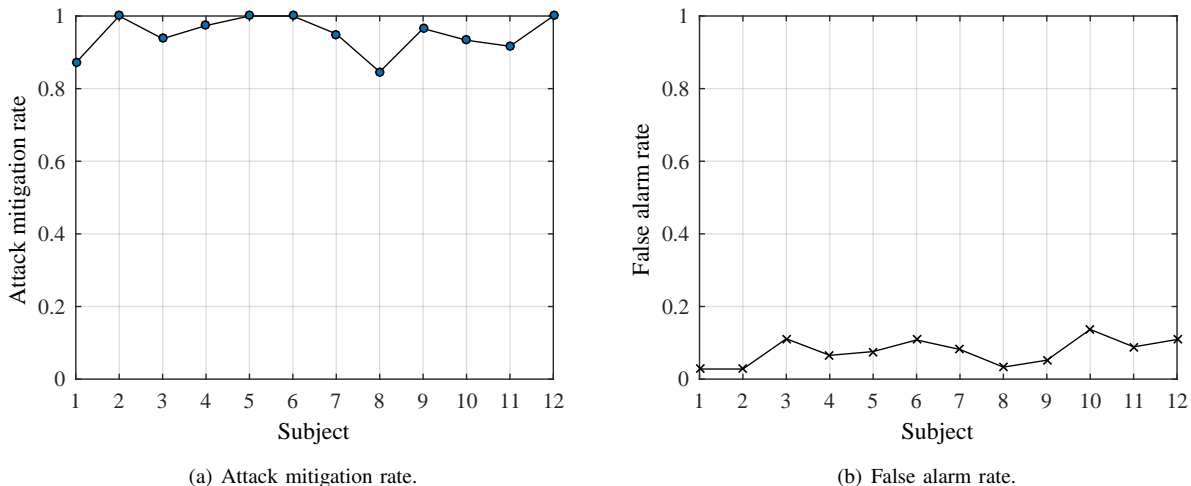 Attack mitigation rate
1
0.8
0.6
0.4
0.2
0
1 2 3 4 5 6 7 8 9 10 11 12
Subject
(a) Attack mitigation rate.
False alarm rate
1
0.8
0.6
0.4
0.2
0
1 2 3 4 5 6 7 8 9 10 11 12
Subject
(b) False alarm rate.